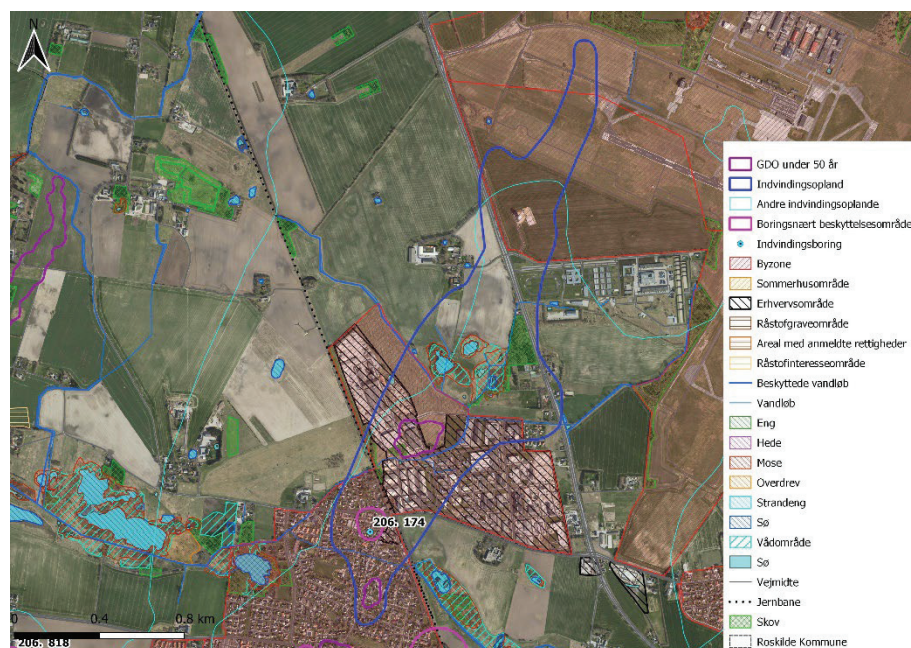 N
GDO under 50 år
Indvindingsopland
Andre indvindingsoplande
Boringsnært beskyttelsesområde
Indvindingsboring
Byzone
Sommerhusområde
Erhvervsområde
Råstofgraveområde
Areal med anmeldte rettigheder
Råstofinteresseområde
Beskyttede vandløb
Vandløb
Eng
Hede
Mose
Overdrev
Strandeng
Sø
Vådområde
Sø
Vejmidte
Jernbane
Skov
Roskilde Kommune
206. 174
0 0.4 0.8 km
206. 818